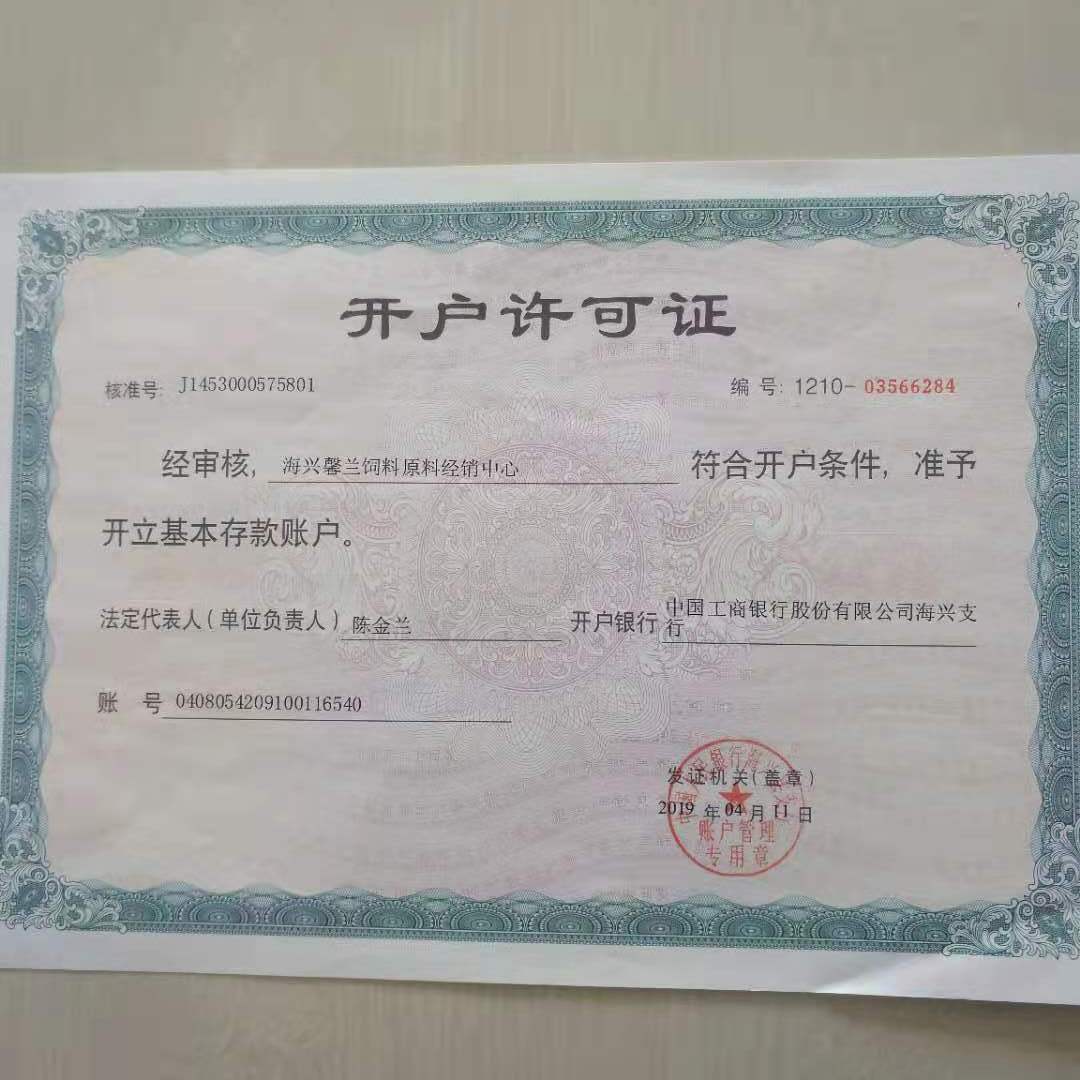 开户许可证
核准号: J1453000575801 编 号: 1210- 03566284
经审核, 海兴馨兰饲料原料经销中心 符合开户条件, 准予
开立基本存款账户。
法定代表人(单位负责人) 陈金兰 开户银行 中国工商银行股份有限公司海兴支
行
账 号 0408054209100116540
发证机关(盖章)
2019 年 04 月 11 日
账户管理
专用章